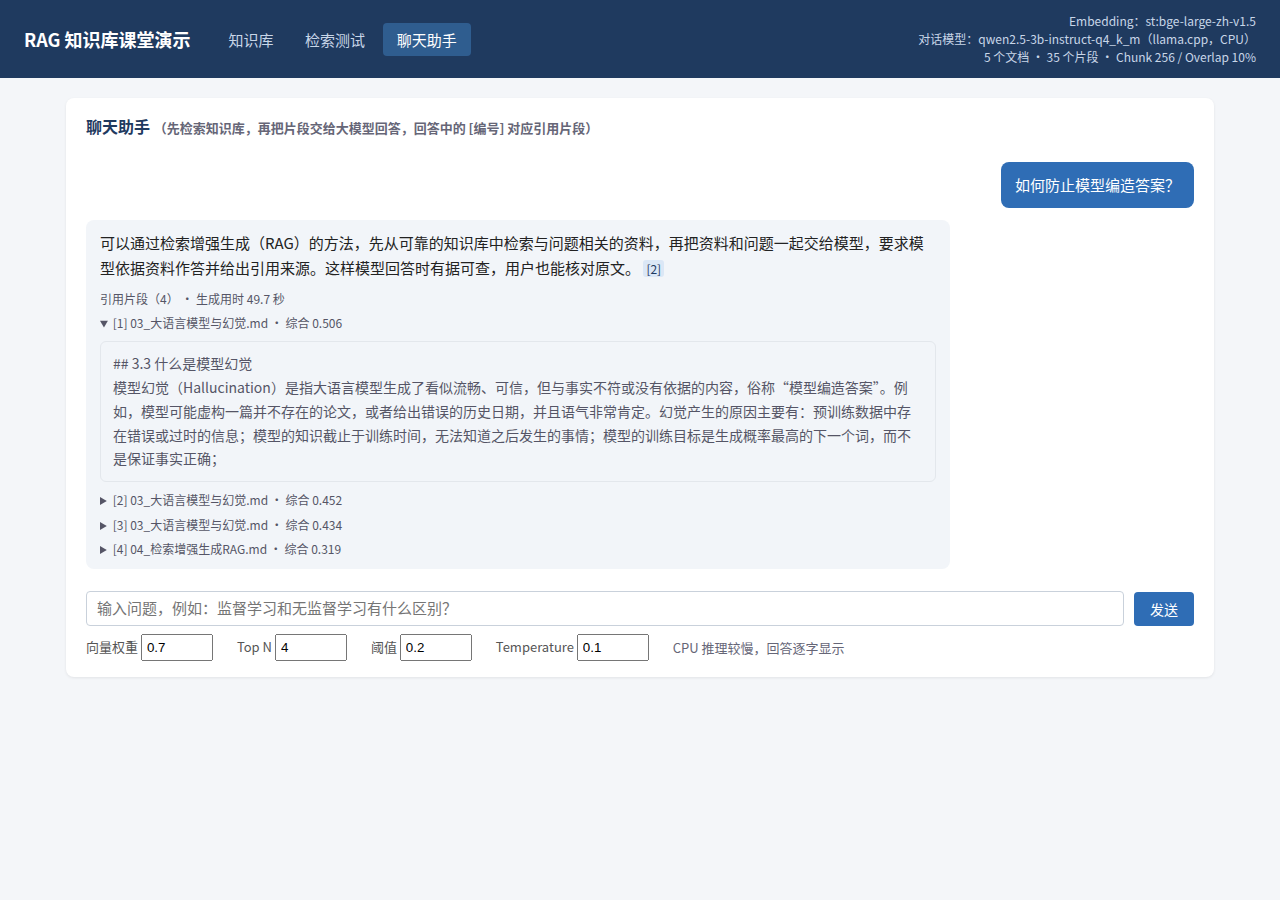 RAG 知识库课堂演示
知识库
检索测试
聊天助手
Embedding：st:bge-large-zh-v1.5
对话模型：qwen2.5-3b-instruct-q4_k_m（llama.cpp，CPU）
5 个文档 · 35 个片段 · Chunk 256 / Overlap 10%
聊天助手 （先检索知识库，再把片段交给大模型回答，回答中的 [编号] 对应引用片段）
如何防止模型编造答案？
可以通过检索增强生成（RAG）的方法，先从可靠的知识库中检索与问题相关的资料，再把资料和问题一起交给模型，要求模
型依据资料作答并给出引用来源。这样模型回答时有据可查，用户也能核对原文。 [2]
引用片段（4） · 生成用时 49.7 秒
▼ [1] 03_大语言模型与幻觉.md · 综合 0.506
## 3.3 什么是模型幻觉
模型幻觉（Hallucination）是指大语言模型生成了看似流畅、可信，但与事实不符或没有依据的内容，俗称“模型编造答案”。例
如，模型可能虚构一篇并不存在的论文，或者给出错误的历史日期，并且语气非常肯定。幻觉产生的原因主要有：预训练数据中存
在错误或过时的信息；模型的知识截止于训练时间，无法知道之后发生的事情；模型的训练目标是生成概率最高的下一个词，而不
是保证事实正确；
▶ [2] 03_大语言模型与幻觉.md · 综合 0.452
▶ [3] 03_大语言模型与幻觉.md · 综合 0.434
▶ [4] 04_检索增强生成RAG.md · 综合 0.319
输入问题，例如：监督学习和无监督学习有什么区别？
发送
向量权重 0.7 Top N 4 阈值 0.2 Temperature 0.1 CPU 推理较慢，回答逐字显示